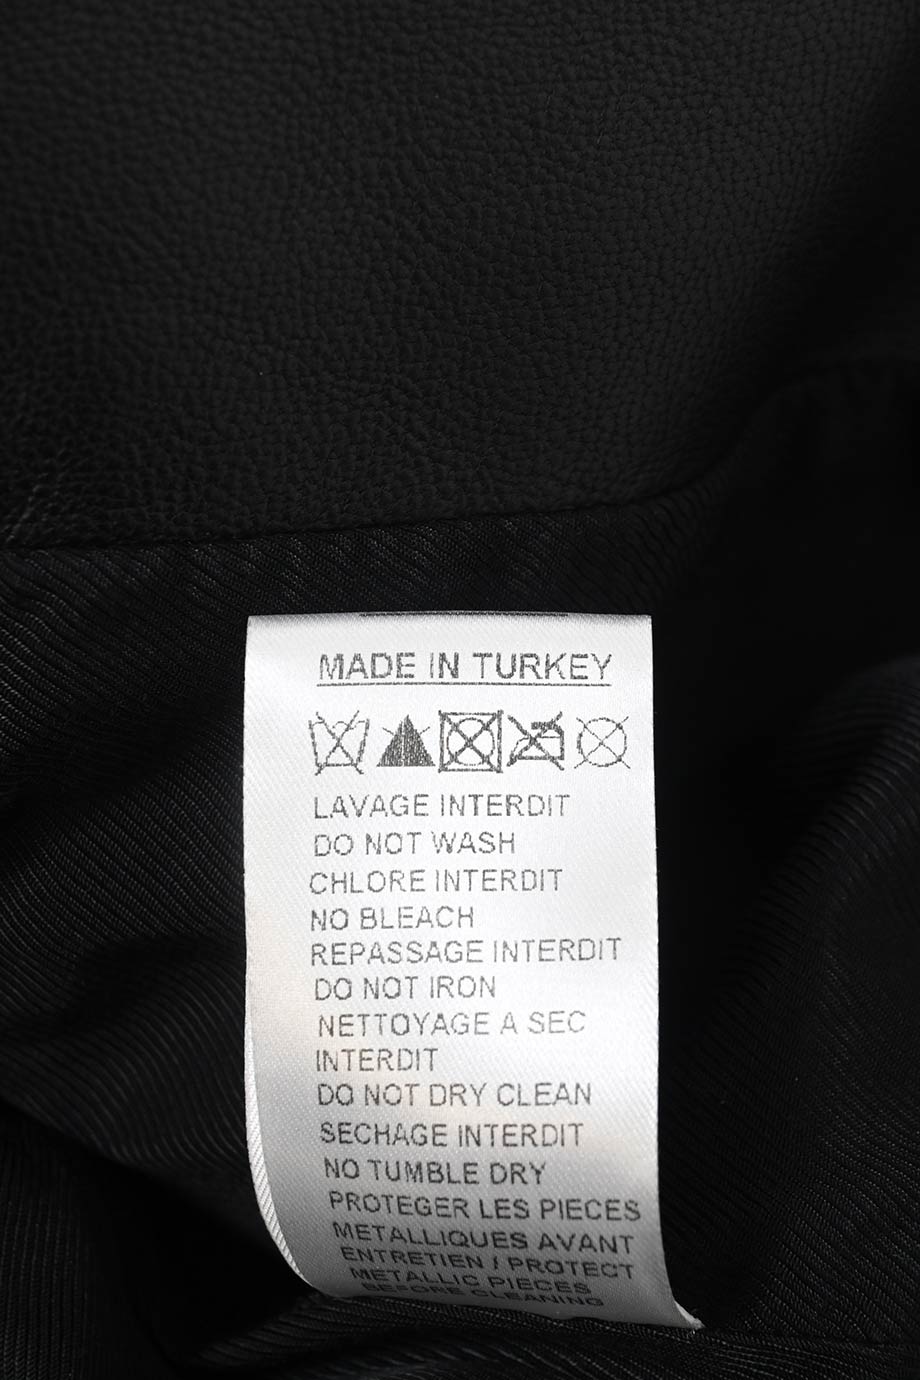 MADE IN TURKEY
LAVAGE INTERDIT
DO NOT WASH
CHLORE INTERDIT
NO BLEACH
REPASSAGE INTERDIT
DO NOT IRON
NETTOYAGE A SEC
INTERDIT
DO NOT DRY CLEAN
SECHAGE INTERDIT
NO TUMBLE DRY
PROTEGER LES PIECES
METALLIQUES AVANT
ENTRETIEN / PROTECT
METALLIC PIECES
BEFORE CLEANING